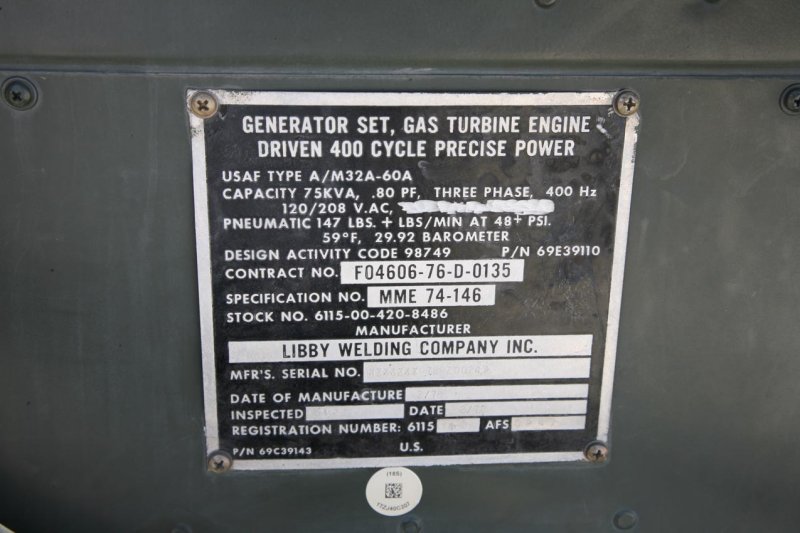 GENERATOR SET, GAS TURBINE ENGINE
DRIVEN 400 CYCLE PRECISE POWER
USAF TYPE A/M32A-60A
CAPACITY 75KVA, .80 PF, THREE PHASE, 400 Hz
120/208 V.AC,
PNEUMATIC 147 LBS. + LBS/MIN AT 48+ PSI.
59°F, 29.92 BAROMETER
DESIGN ACTIVITY CODE 98749 P/N 69E39110
CONTRACT NO. F04606-76-D-0135
SPECIFICATION NO. MME 74-146
STOCK NO. 6115-00-420-8486
MANUFACTURER
LIBBY WELDING COMPANY INC.
MFR'S. SERIAL NO.
DATE OF MANUFACTURE
INSPECTED DATE
REGISTRATION NUMBER: 6115 AFS
P/N 69C39143 U.S.